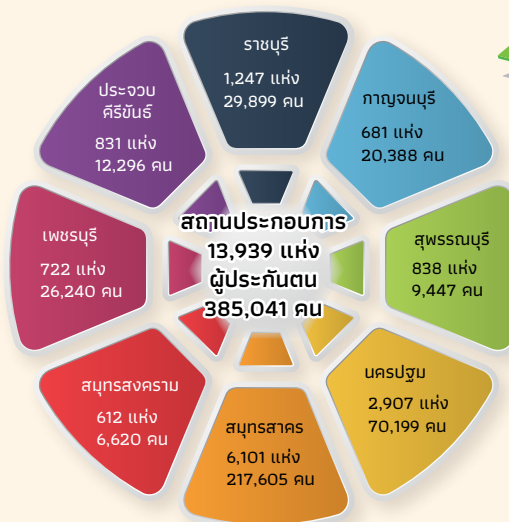 ราชบุรี
1,247 แห่ง
29,899 คน
กาญจนบุรี
681 แห่ง
20,388 คน
สุพรรณบุรี
838 แห่ง
9,447 คน
นครปฐม
2,907 แห่ง
70,199 คน
สมุทรสาคร
6,101 แห่ง
217,605 คน
สมุทรสงคราม
612 แห่ง
6,620 คน
เพชรบุรี
722 แห่ง
26,240 คน
ประจวบ
คีรีขันธ์
831 แห่ง
12,296 คน
สถานประกอบการ
13,939 แห่ง
ผู้ประกันตน
385,041 คน